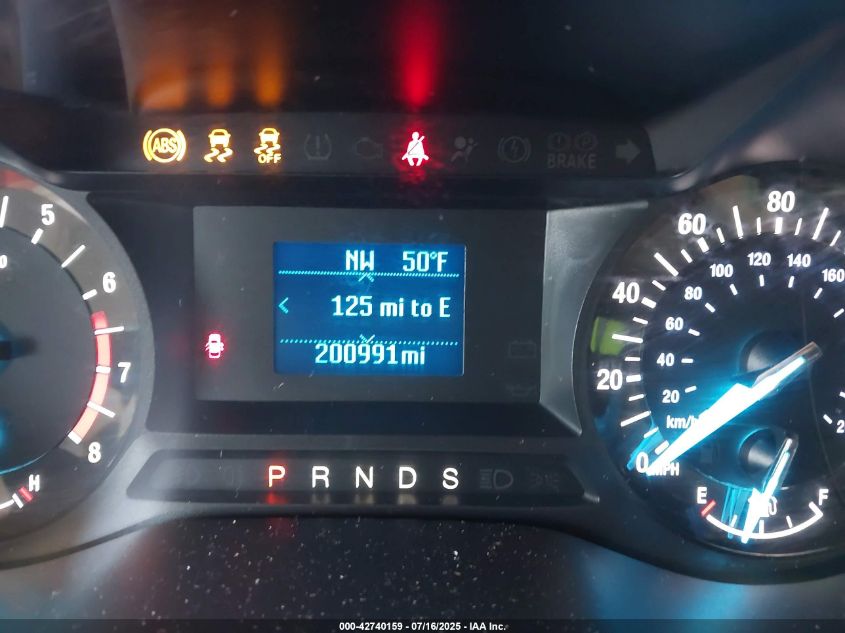 ABS OFF BRAKE
5
6
7
8
H
NW 50°F
< 125 mi to E
200991mi
P R N D S
0 20 40 60 80
20 40 60 80 100 120 140 160
km/h
MPH
E F
000-42740159 - 07/16/2025 - IAA Inc.